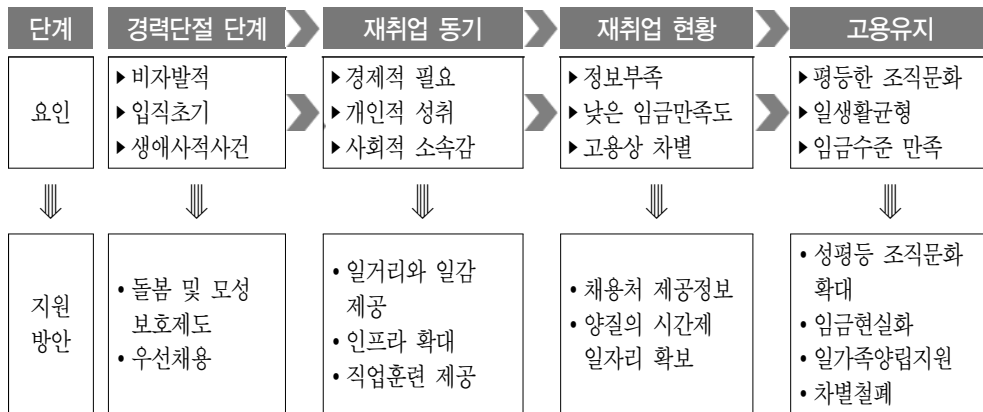 단계
경력단절 단계
재취업 동기
재취업 현황
고용유지
요인
▶비자발적
▶입직초기
▶생애사적사건
▶경제적 필요
▶개인적 성취
▶사회적 소속감
▶정보부족
▶낮은 임금만족도
▶고용상 차별
▶평등한 조직문화
▶일생활균형
▶임금수준 만족
지원
방안
• 돌봄 및 모성
보호제도
• 우선채용
• 일거리와 일감
제공
• 인프라 확대
• 직업훈련 제공
• 채용처 제공정보
• 양질의 시간제
일자리 확보
• 성평등 조직문화
확대
• 임금현실화
• 일가족양립지원
• 차별철폐